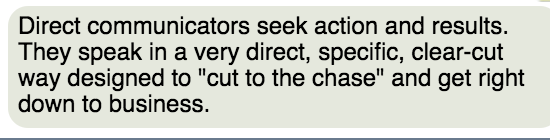 Direct communicators seek action and results.
They speak in a very direct, specific, clear-cut
way designed to "cut to the chase" and get right
down to business.